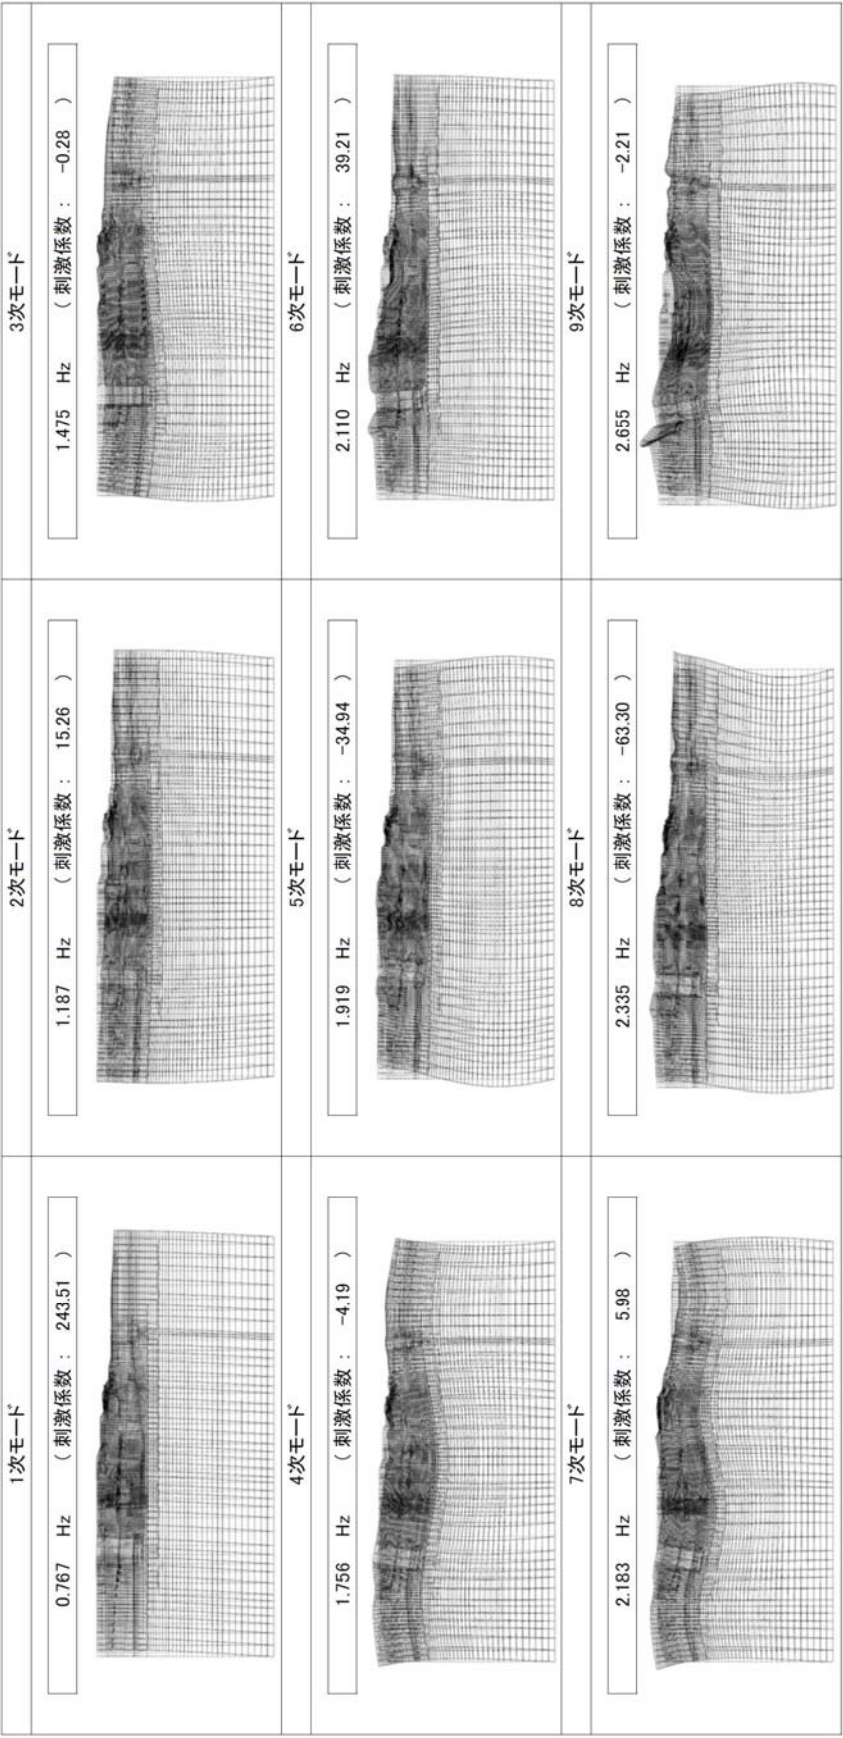 1次モード
0.767 Hz ( 刺激係数 : 243.51 )
2次モード
1.187 Hz ( 刺激係数 : 15.26 )
3次モード
1.475 Hz ( 刺激係数 : -0.28 )
4次モード
1.756 Hz ( 刺激係数 : -4.19 )
5次モード
1.919 Hz ( 刺激係数 : -34.94 )
6次モード
2.110 Hz ( 刺激係数 : 39.21 )
7次モード
2.183 Hz ( 刺激係数 : 5.98 )
8次モード
2.335 Hz ( 刺激係数 : -63.30 )
9次モード
2.655 Hz ( 刺激係数 : -2.21 )